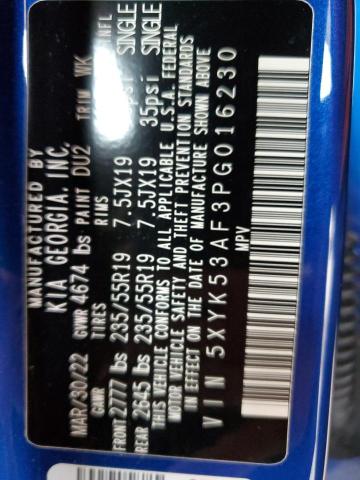 MANUFACTURED BY
KIA GEORGIA, INC.
MAR/30/22 GVWR 4674 lbs PAINT DU2 TRIM WK
GAWR TIRES RIMS INFL
FRONT 2777 lbs 235/55R19 7.5JX19 psi SINGLE
REAR 2645 lbs 235/55R19 7.5JX19 35psi SINGLE
THIS VEHICLE CONFORMS TO ALL APPLICABLE U.S.A. FEDERAL
MOTOR VEHICLE SAFETY AND THEFT PREVENTION STANDARDS
IN EFFECT ON THE DATE OF MANUFACTURE SHOWN ABOVE
VIN 5XYK53AF3PG016230
MPV